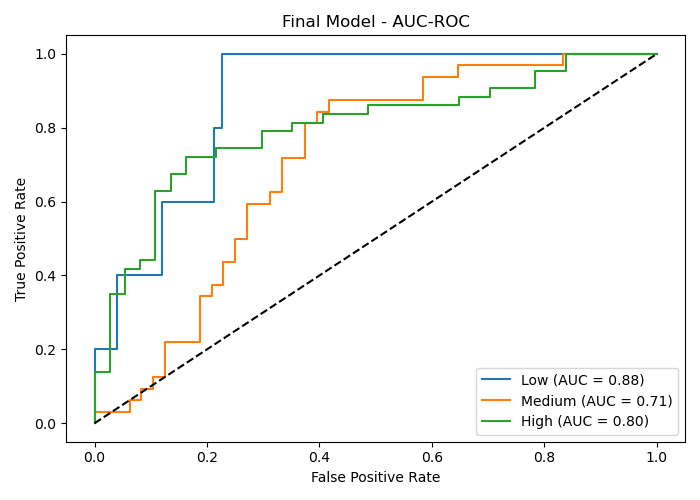 Final Model - AUC-ROC
True Positive Rate
1.0
0.8
0.6
0.4
0.2
0.0
0.0 0.2 0.4 0.6 0.8 1.0
False Positive Rate
Low (AUC = 0.88)
Medium (AUC = 0.71)
High (AUC = 0.80)